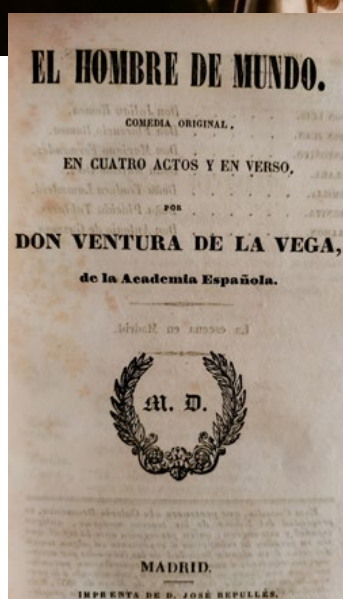 EL HOMBRE DE MUNDO.
COMEDIA ORIGINAL,
EN CUATRO ACTOS Y EN VERSO,
POR
DON VENTURA DE LA VEGA,
de la Academia Española.
M. D.
MADRID.
IMPRENTA DE D. JOSÉ REPULLÉS.